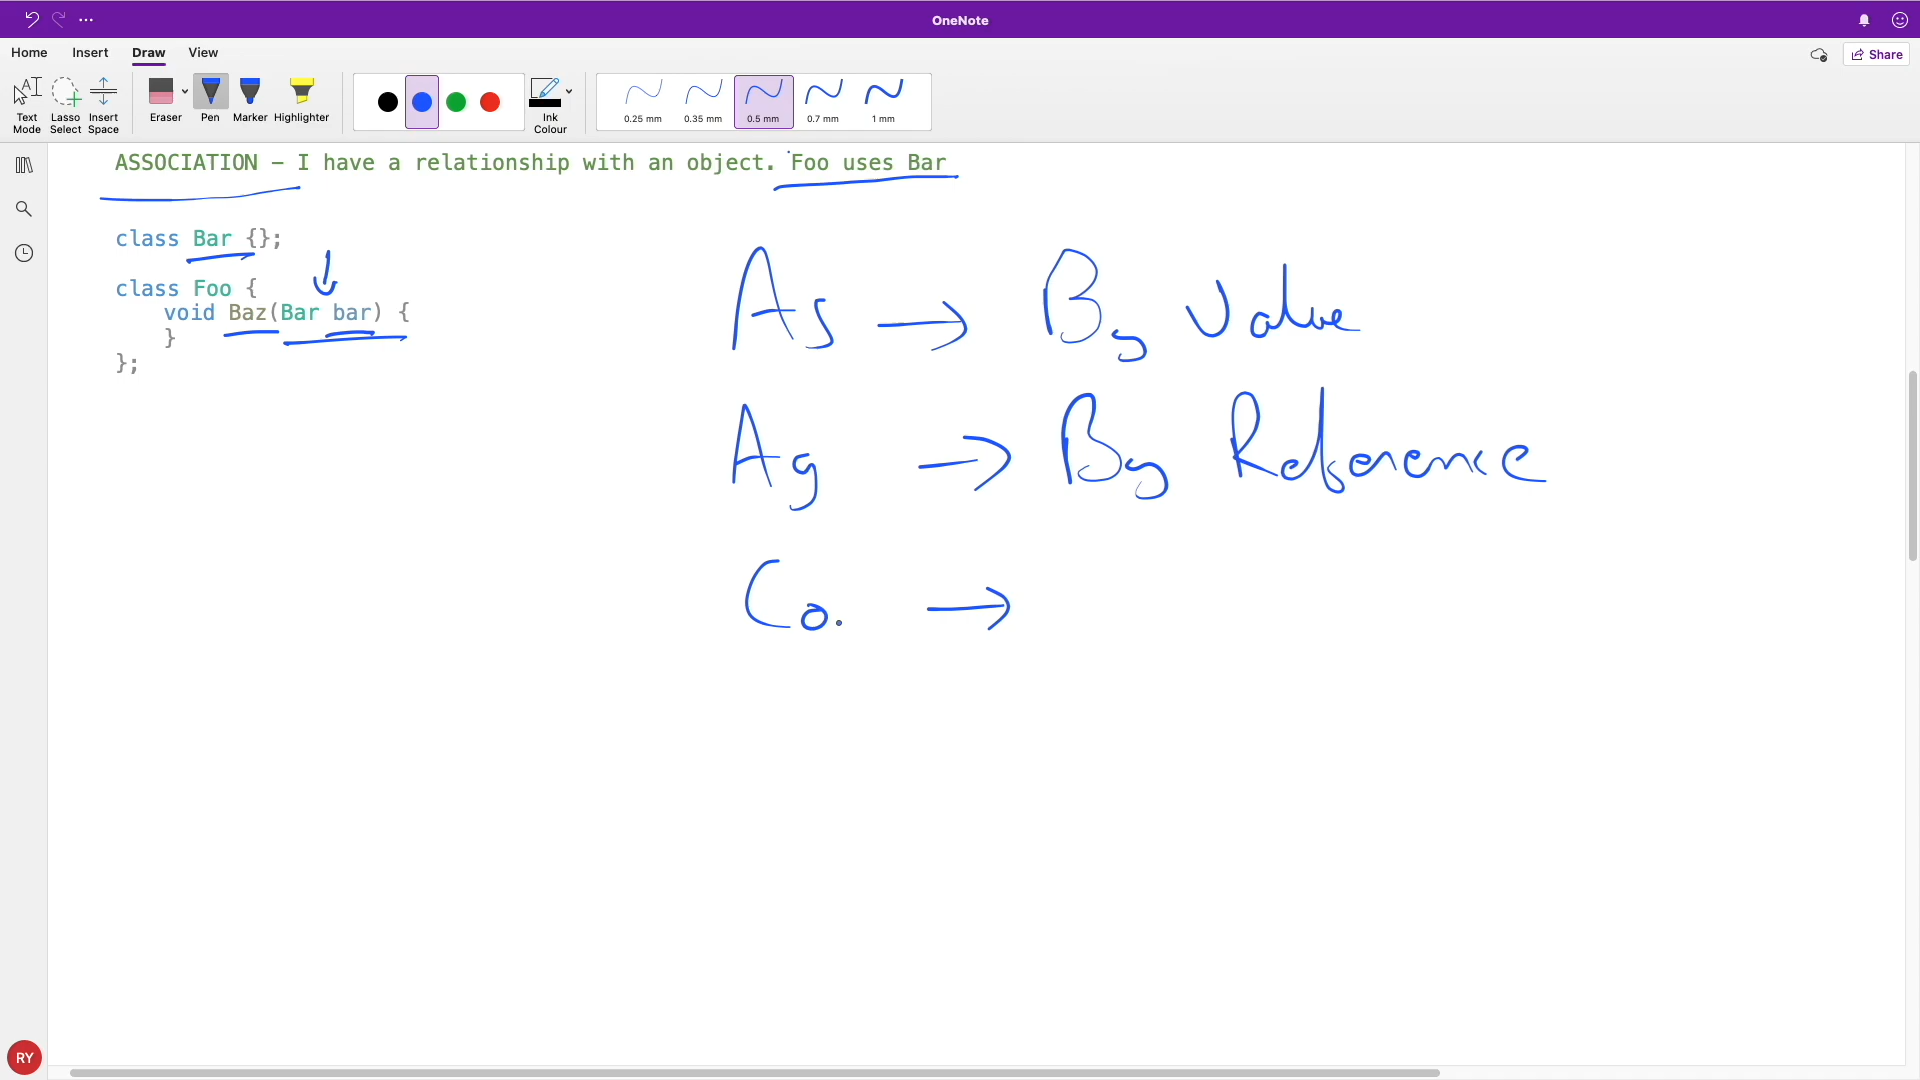 OneNote
Home Insert Draw View
Share
Text Mode
Lasso Select
Insert Space
Eraser
Pen
Marker
Highlighter
Ink Colour
0.25 mm
0.35 mm
0.5 mm
0.7 mm
1 mm
ASSOCIATION – I have a relationship with an object. Foo uses Bar
class Bar {};
class Foo {
void Baz(Bar bar) {
}
};
As → By Value
Ag → By Reference
Co. →
RY